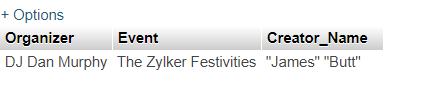 + Options
Organizer Event Creator_Name
DJ Dan Murphy The Zylker Festivities "James" "Butt"